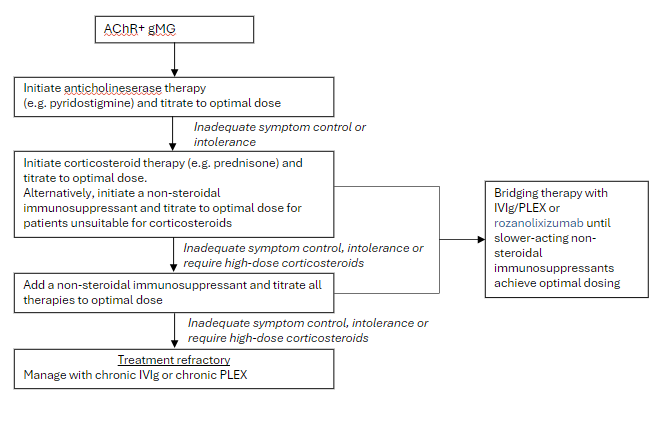 AChR+ gMG
Initiate anticholineserase therapy
(e.g. pyridostigmine) and titrate to optimal dose
Inadequate symptom control or
intolerance
Initiate corticosteroid therapy (e.g. prednisone) and
titrate to optimal dose.
Alternatively, initiate a non-steroidal
immunosuppressant and titrate to optimal dose for
patients unsuitable for corticosteroids
Bridging therapy with
IVIg/PLEX or
rozanolixizumab until
slower-acting non-
steroidal
immunosuppressants
achieve optimal dosing
Inadequate symptom control, intolerance or
require high-dose corticosteroids
Add a non-steroidal immunosuppressant and titrate all
therapies to optimal dose
Inadequate symptom control, intolerance or
require high-dose corticosteroids
Treatment refractory
Manage with chronic IVIg or chronic PLEX